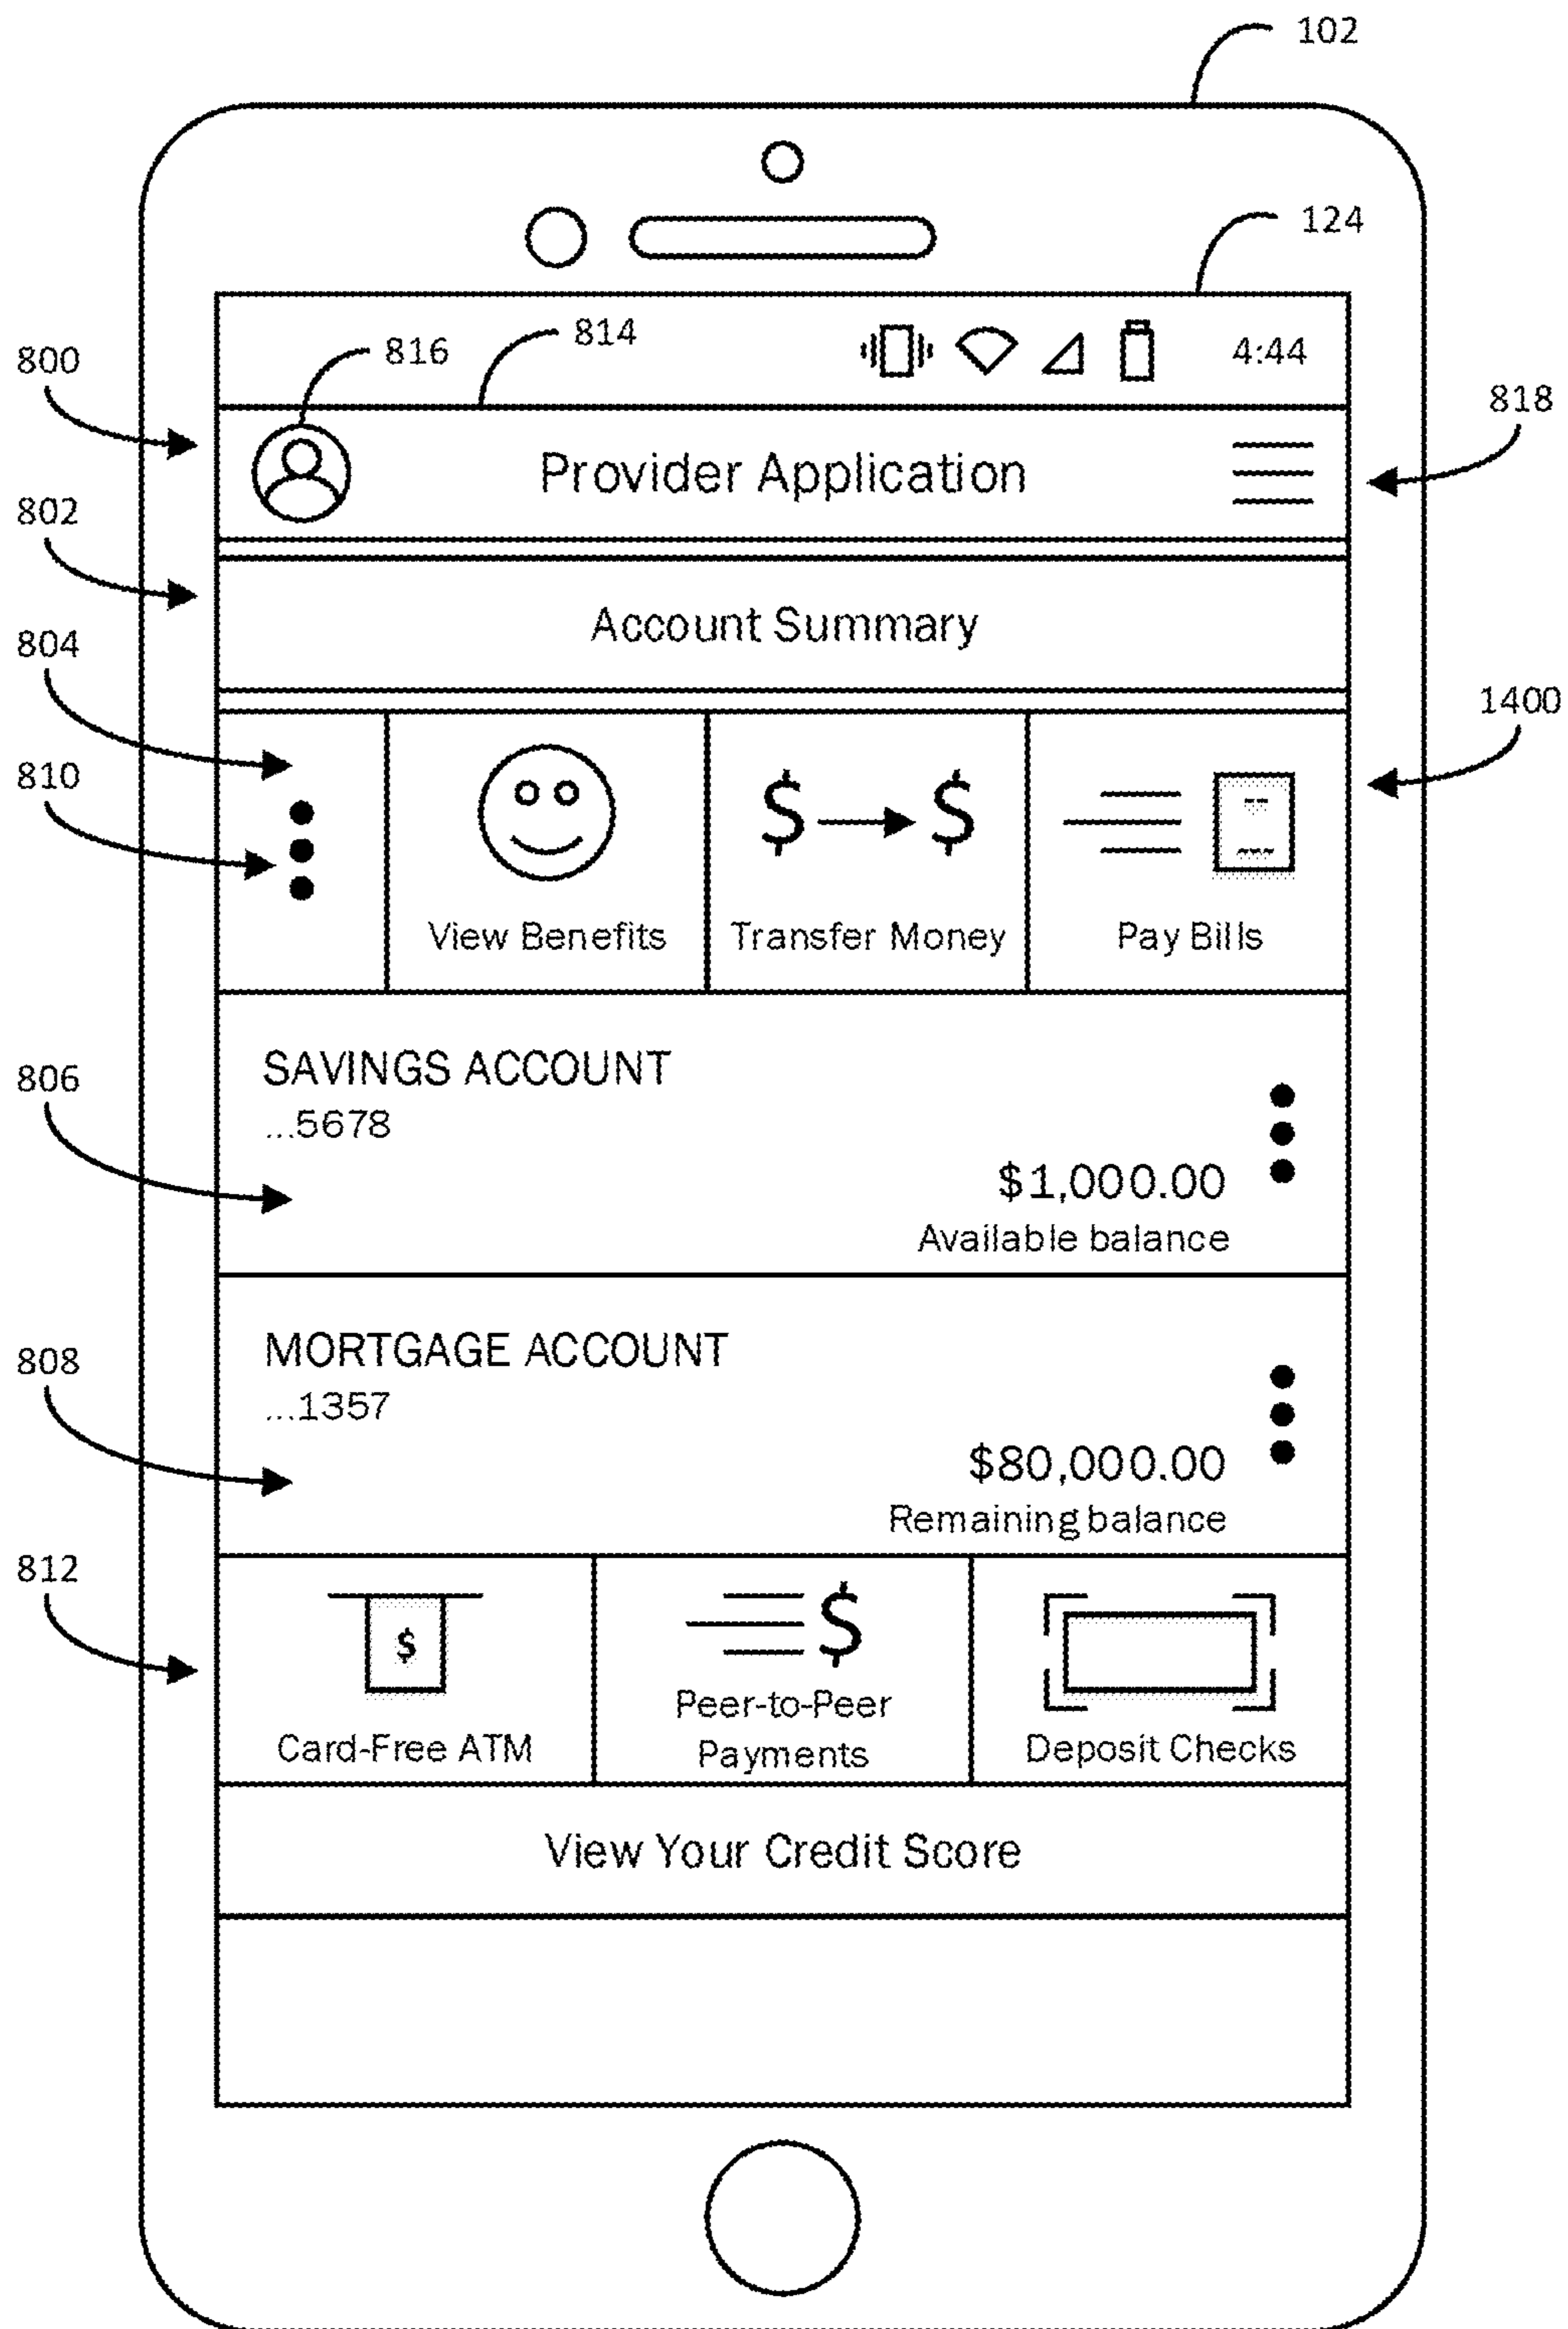 102
124
814
816
4:44
800
818
Provider Application
802
Account Summary
804
1400
810
$ $
View Benefits
Transfer Money
Pay Bills
SAVINGS ACCOUNT
...5678
806
$1,000.00
Available balance
MORTGAGE ACCOUNT
...1357
808
$80,000.00
Remaining balance
812
$
$
Card-Free ATM
Peer-to-Peer
Payments
Deposit Checks
View Your Credit Score